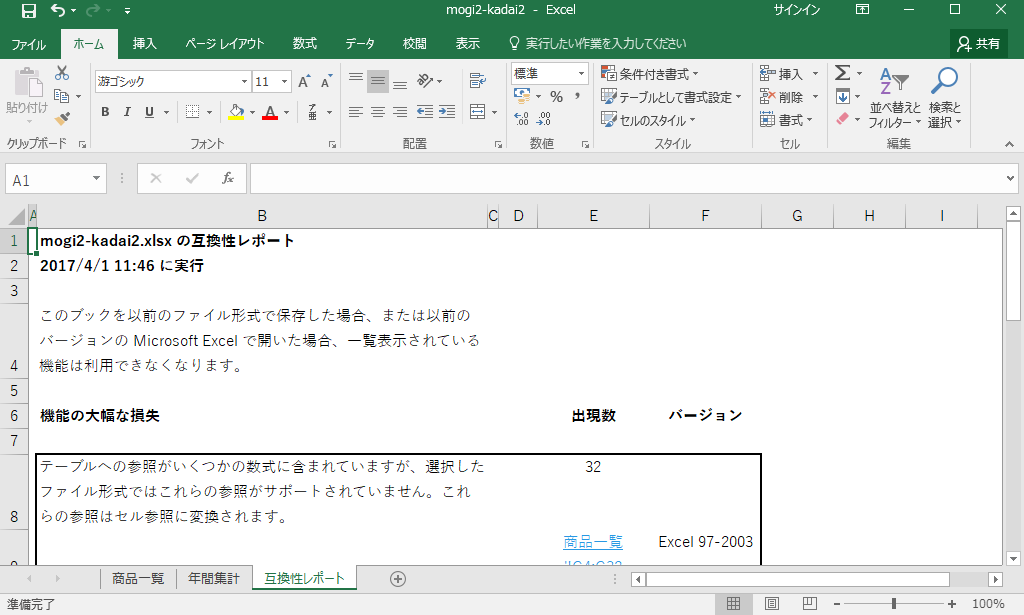 mogi2-kadai2 - Excel
サインイン
ファイル ホーム 挿入 ページ レイアウト 数式 データ 校閲 表示 実行したい作業を入力してください 共有
貼り付け
クリップボード
游ゴシック 11
B I U
フォント
配置
標準
% ,
数値
条件付き書式
テーブルとして書式設定
セルのスタイル
スタイル
挿入
削除
書式
セル
並べ替えと
フィルター
検索と
選択
編集
A1
fx
A B C D E F G H I
1 mogi2-kadai2.xlsx の互換性レポート
2 2017/4/1 11:46 に実行
3
このブックを以前のファイル形式で保存した場合、または以前の
バージョンの Microsoft Excel で開いた場合、一覧表示されている
4 機能は利用できなくなります。
5
6 機能の大幅な損失 出現数 バージョン
7
テーブルへの参照がいくつかの数式に含まれていますが、選択した 32
ファイル形式ではこれらの参照がサポートされていません。これ
8 らの参照はセル参照に変換されます。
商品一覧 Excel 97-2003
商品一覧 年間集計 互換性レポート
準備完了
100%